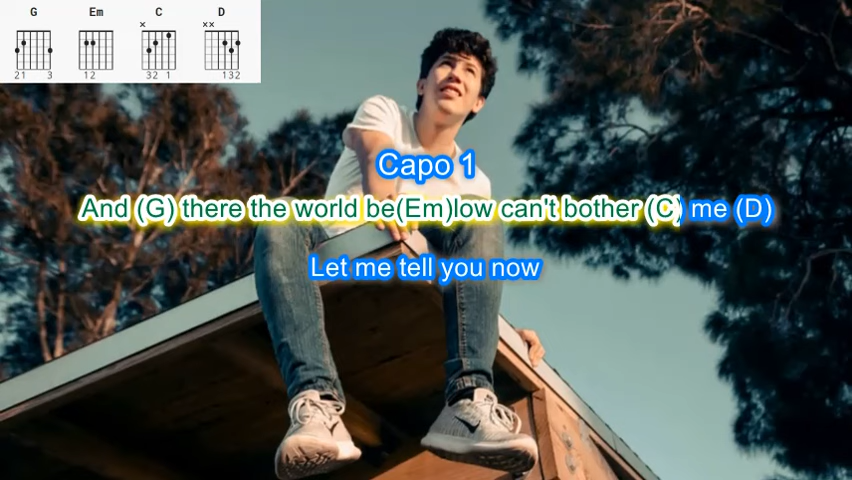 G Em C D
× ××
21 3 12 32 1 132
Capo 1
And (G) there the world be(Em)low can't bother (C) me (D)
Let me tell you now